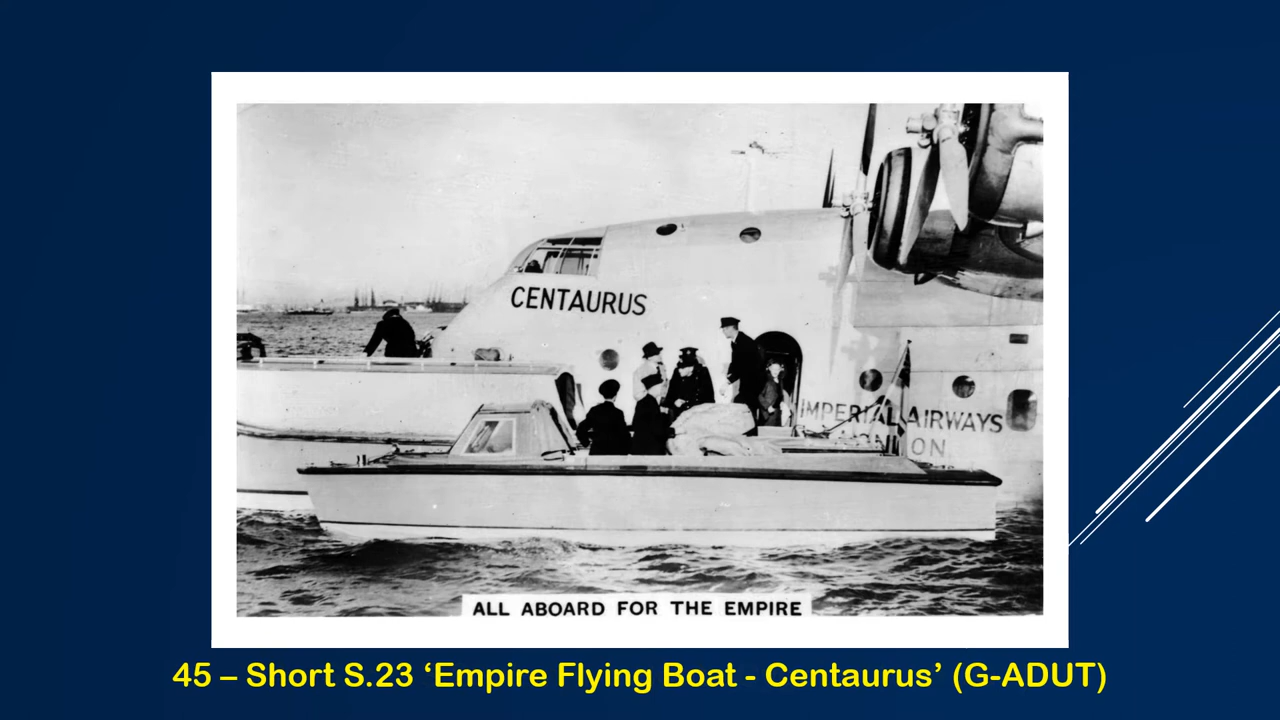 CENTAURUS
IMPERIAL AIRWAYS
ALL ABOARD FOR THE EMPIRE
45 – Short S.23 ‘Empire Flying Boat - Centaurus’ (G-ADUT)